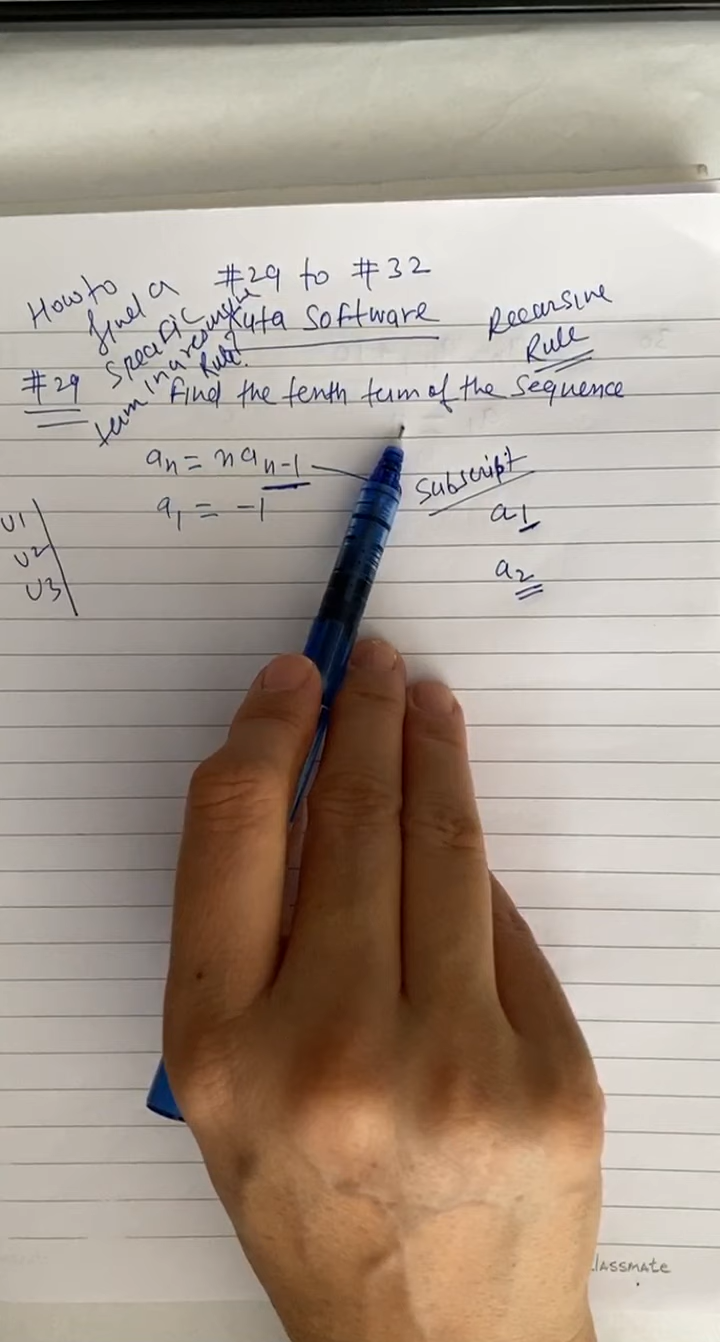 How to find a specific term in a recursive Rule?
#29 to #32
Kuta Software
Recursive Rule
#29
Find the tenth term of the Sequence
aₙ = n aₙ₋₁
Subscript
a₁ = -1
a₁
a₂
U1
U2
U3
classmate